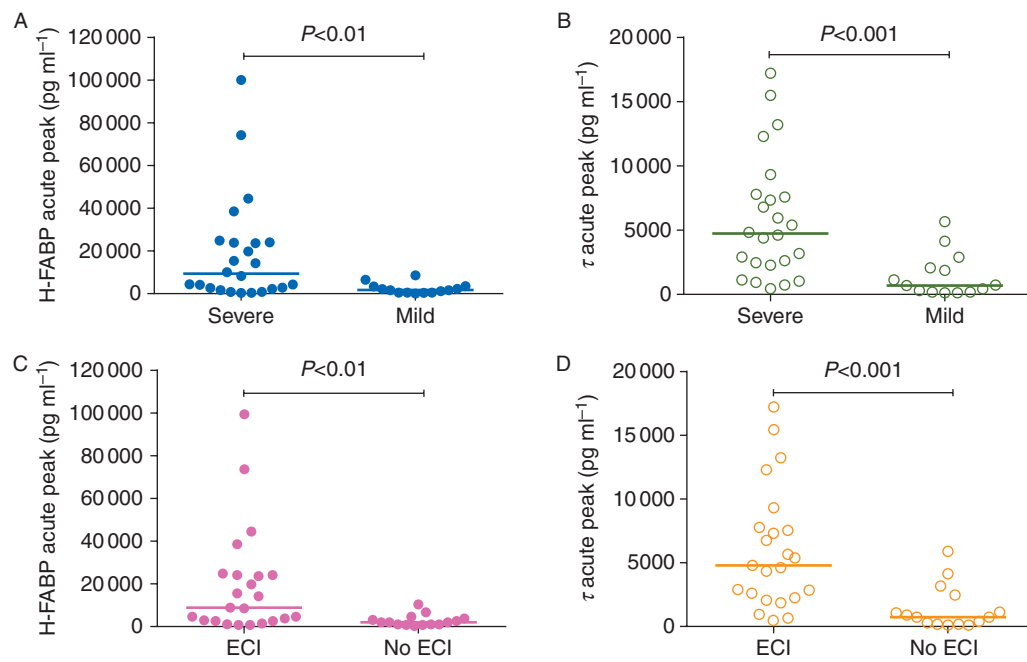 A
H-FABP acute peak (pg ml⁻¹)
120 000
100 000
80 000
60 000
40 000
20 000
0
P<0.01
Severe
Mild
B
τ acute peak (pg ml⁻¹)
20 000
15 000
10 000
5000
0
P<0.001
Severe
Mild
C
H-FABP acute peak (pg ml⁻¹)
120 000
100 000
80 000
60 000
40 000
20 000
0
P<0.01
ECI
No ECI
D
τ acute peak (pg ml⁻¹)
20 000
15 000
10 000
5000
0
P<0.001
ECI
No ECI